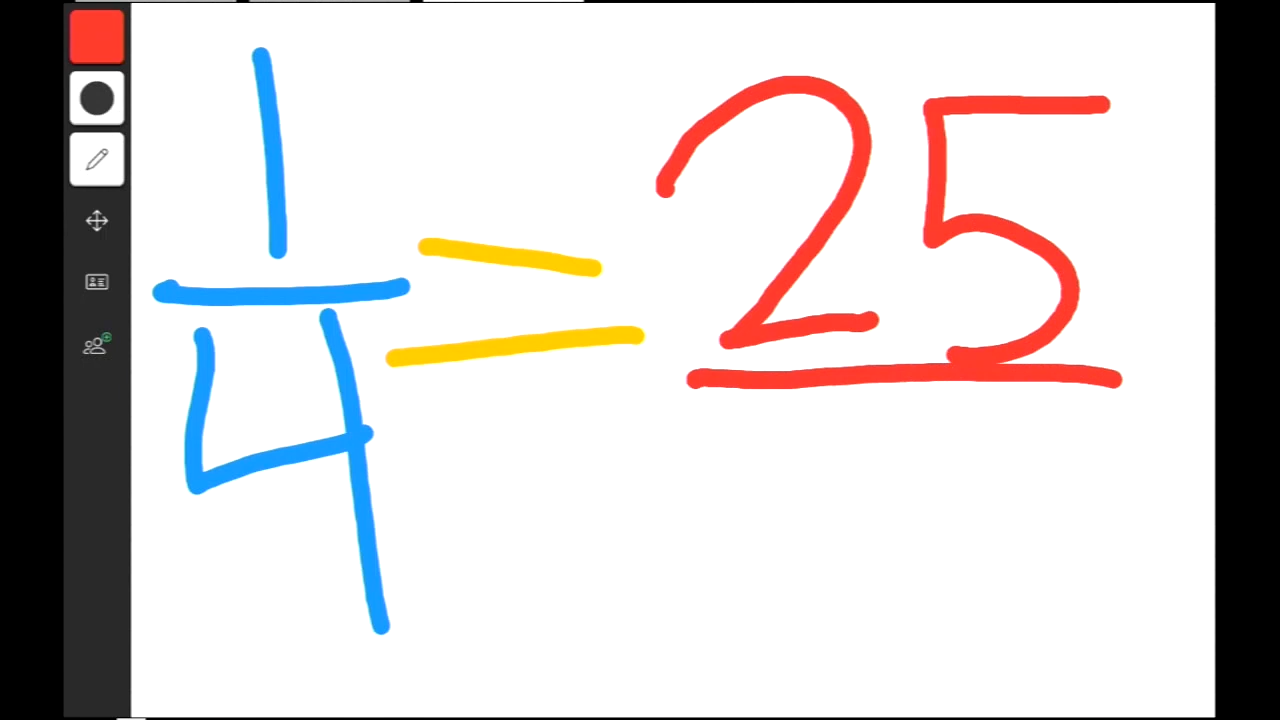 1/4 = 25/